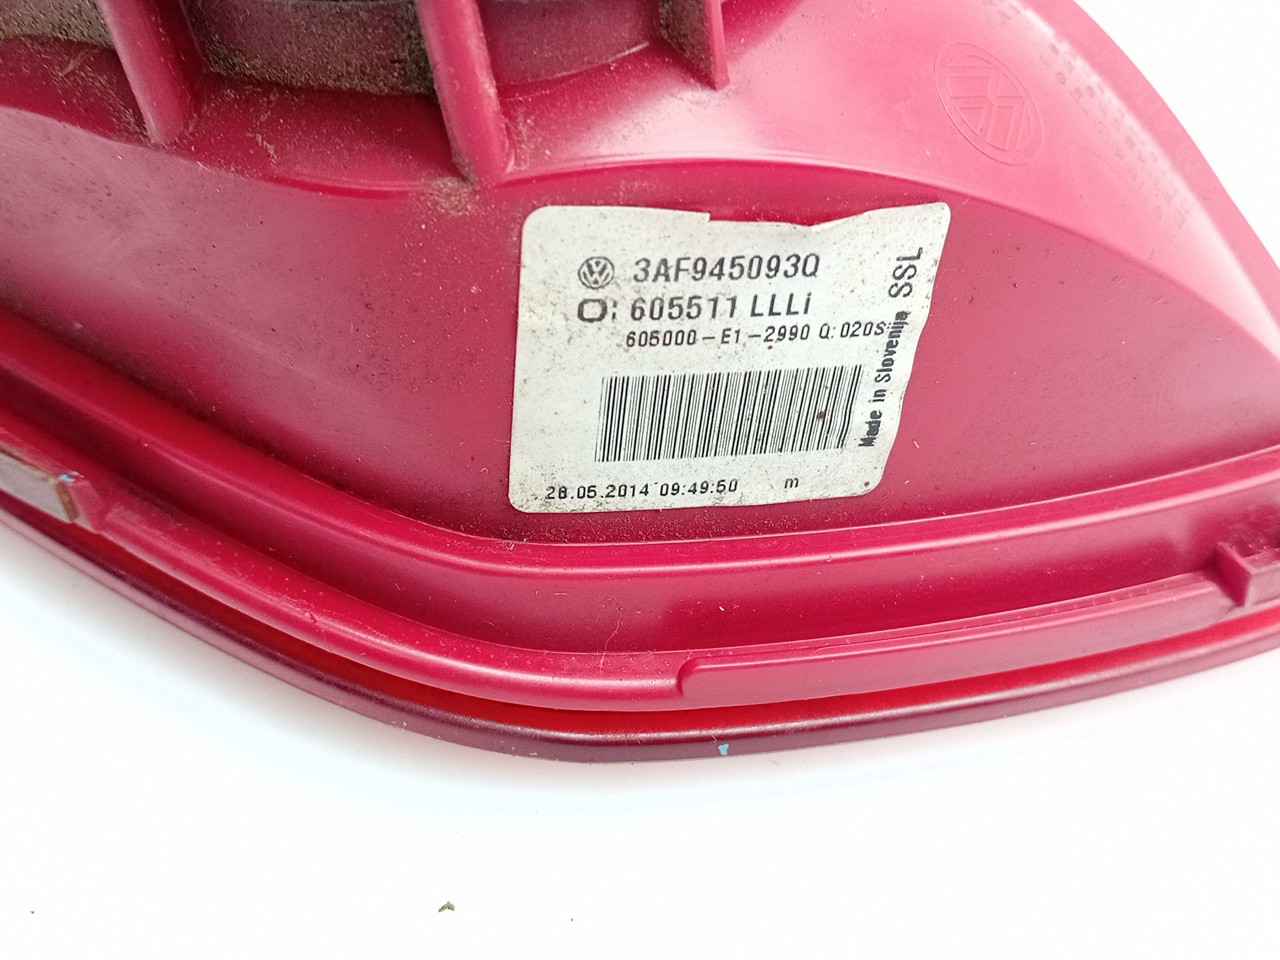 3AF945093Q
O: 605511 LLLi
605000-E1-2990 Q:020S
28.05.2014 09:49:50 m
Made in Slovenija SSL